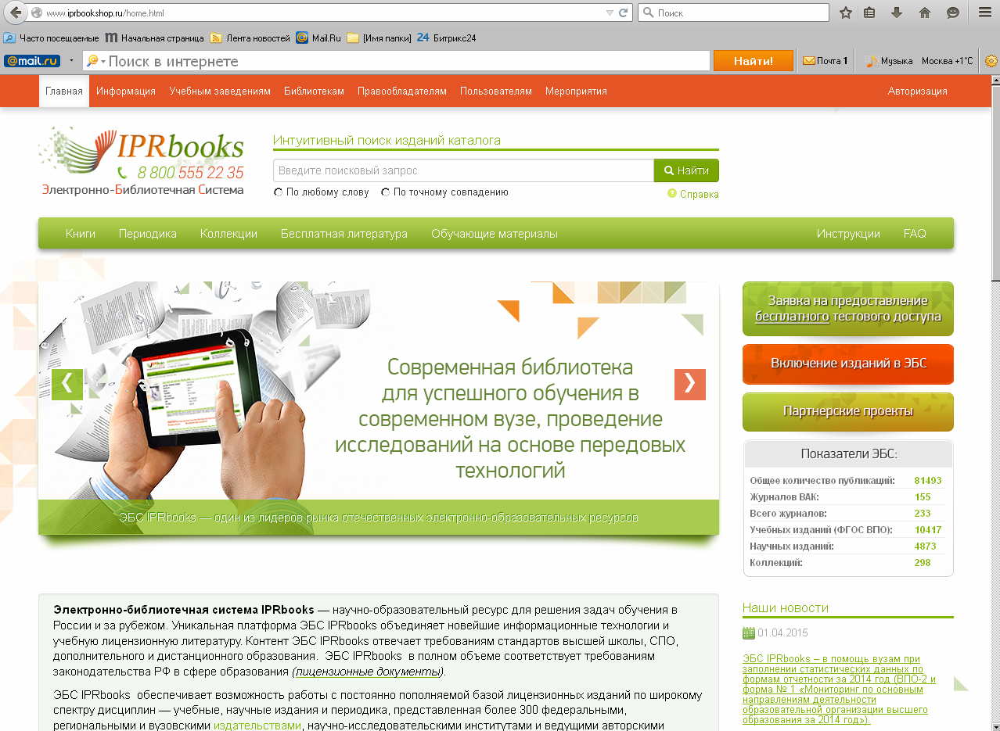 www.iprbookshop.ru/home.html
Поиск
Часто посещаемые
Начальная страница
Лента новостей
Mail.Ru
[Имя папки]
24 Битрикс24
@mail.ru
Поиск в интернете
Найти!
Почта 1
Музыка
Москва +1°C
Главная
Информация
Учебным заведениям
Библиотекам
Правообладателям
Пользователям
Мероприятия
Авторизация
IPRbooks
8 800 555 22 35
Электронно-Библиотечная Система
Интуитивный поиск изданий каталога
Введите поисковый запрос
Найти
По любому слову
По точному совпадению
Справка
Книги
Периодика
Коллекции
Бесплатная литература
Обучающие материалы
Инструкции
FAQ
Современная библиотека
для успешного обучения в
современном вузе, проведение
исследований на основе передовых
технологий
ЭБС IPRbooks — один из лидеров рынка отечественных электронно-образовательных ресурсов
Заявка на предоставление
бесплатного тестового доступа
Включение изданий в ЭБС
Партнерские проекты
Показатели ЭБС:
Общее количество публикаций: 81493
Журналов ВАК: 155
Всего журналов: 233
Учебных изданий (ФГОС ВПО): 10417
Научных изданий: 4873
Коллекций: 298
Электронно-библиотечная система IPRbooks — научно-образовательный ресурс для решения задач обучения в
России и за рубежом. Уникальная платформа ЭБС IPRbooks объединяет новейшие информационные технологии и
учебную лицензионную литературу. Контент ЭБС IPRbooks отвечает требованиям стандартов высшей школы, СПО,
дополнительного и дистанционного образования. ЭБС IPRbooks в полном объеме соответствует требованиям
законодательства РФ в сфере образования (лицензионные документы).
ЭБС IPRbooks обеспечивает возможность работы с постоянно пополняемой базой лицензионных изданий по широкому
спектру дисциплин — учебные, научные издания и периодика, представленная более 300 федеральными,
региональными и вузовскими издательствами, научно-исследовательскими институтами и ведущими авторскими
Наши новости
01.04.2015
ЭБС IPRbooks – в помощь вузам при
заполнении статистических данных по
формам отчетности за 2014 год (ВПО-2 и
форма № 1 «Мониторинг по основным
направлениям деятельности
образовательной организации высшего
образования за 2014 год»).